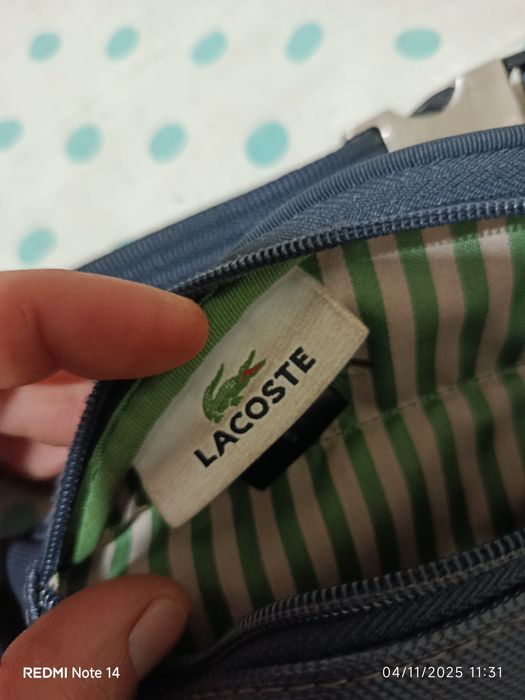 LACOSTE
REDMI Note 14
04/11/2025 11:31